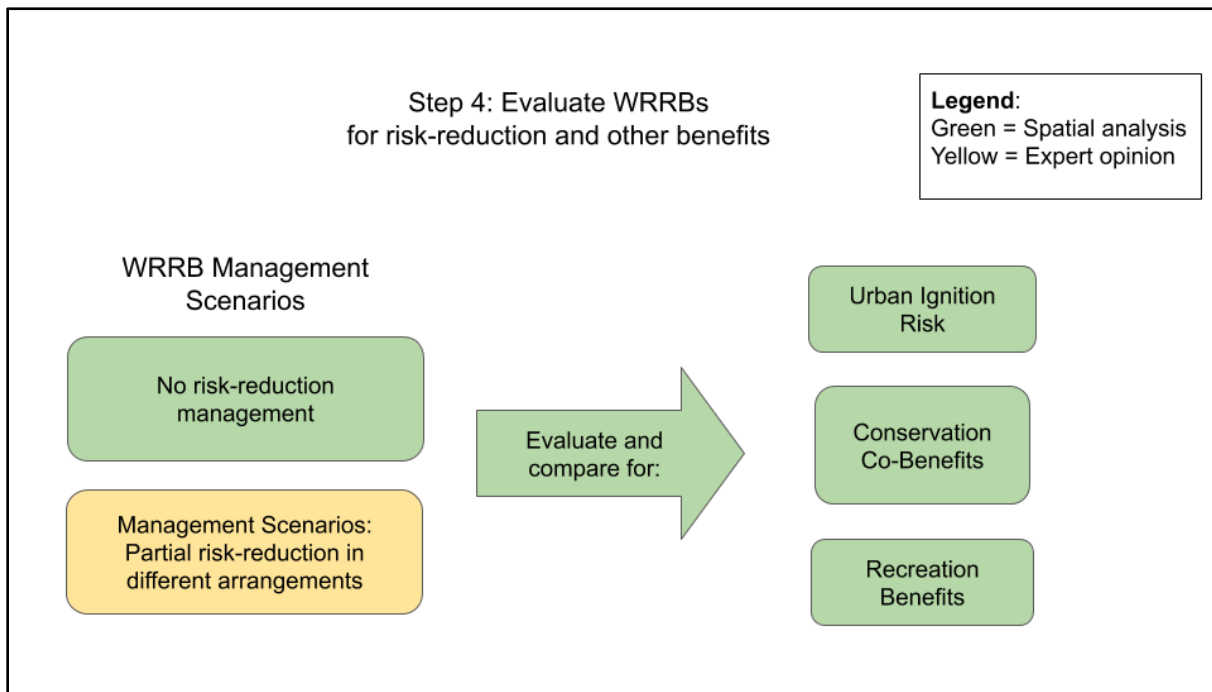 Step 4: Evaluate WRRBs
for risk-reduction and other benefits
Legend:
Green = Spatial analysis
Yellow = Expert opinion
WRRB Management
Scenarios
No risk-reduction
management
Management Scenarios:
Partial risk-reduction in
different arrangements
Evaluate and
compare for:
Urban Ignition
Risk
Conservation
Co-Benefits
Recreation
Benefits